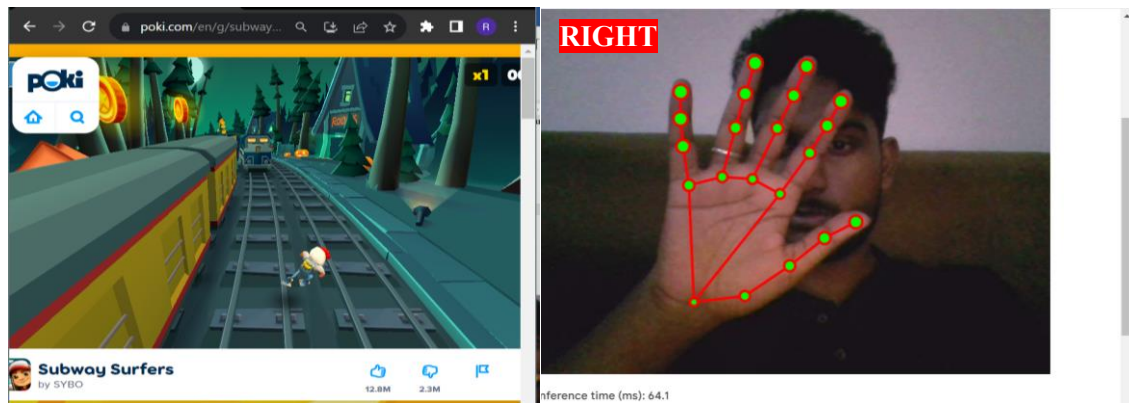 poki.com/en/g/subway...
R
poki
x1
Subway Surfers
by SYBO
12.8M
2.3M
RIGHT
nference time (ms): 64.1